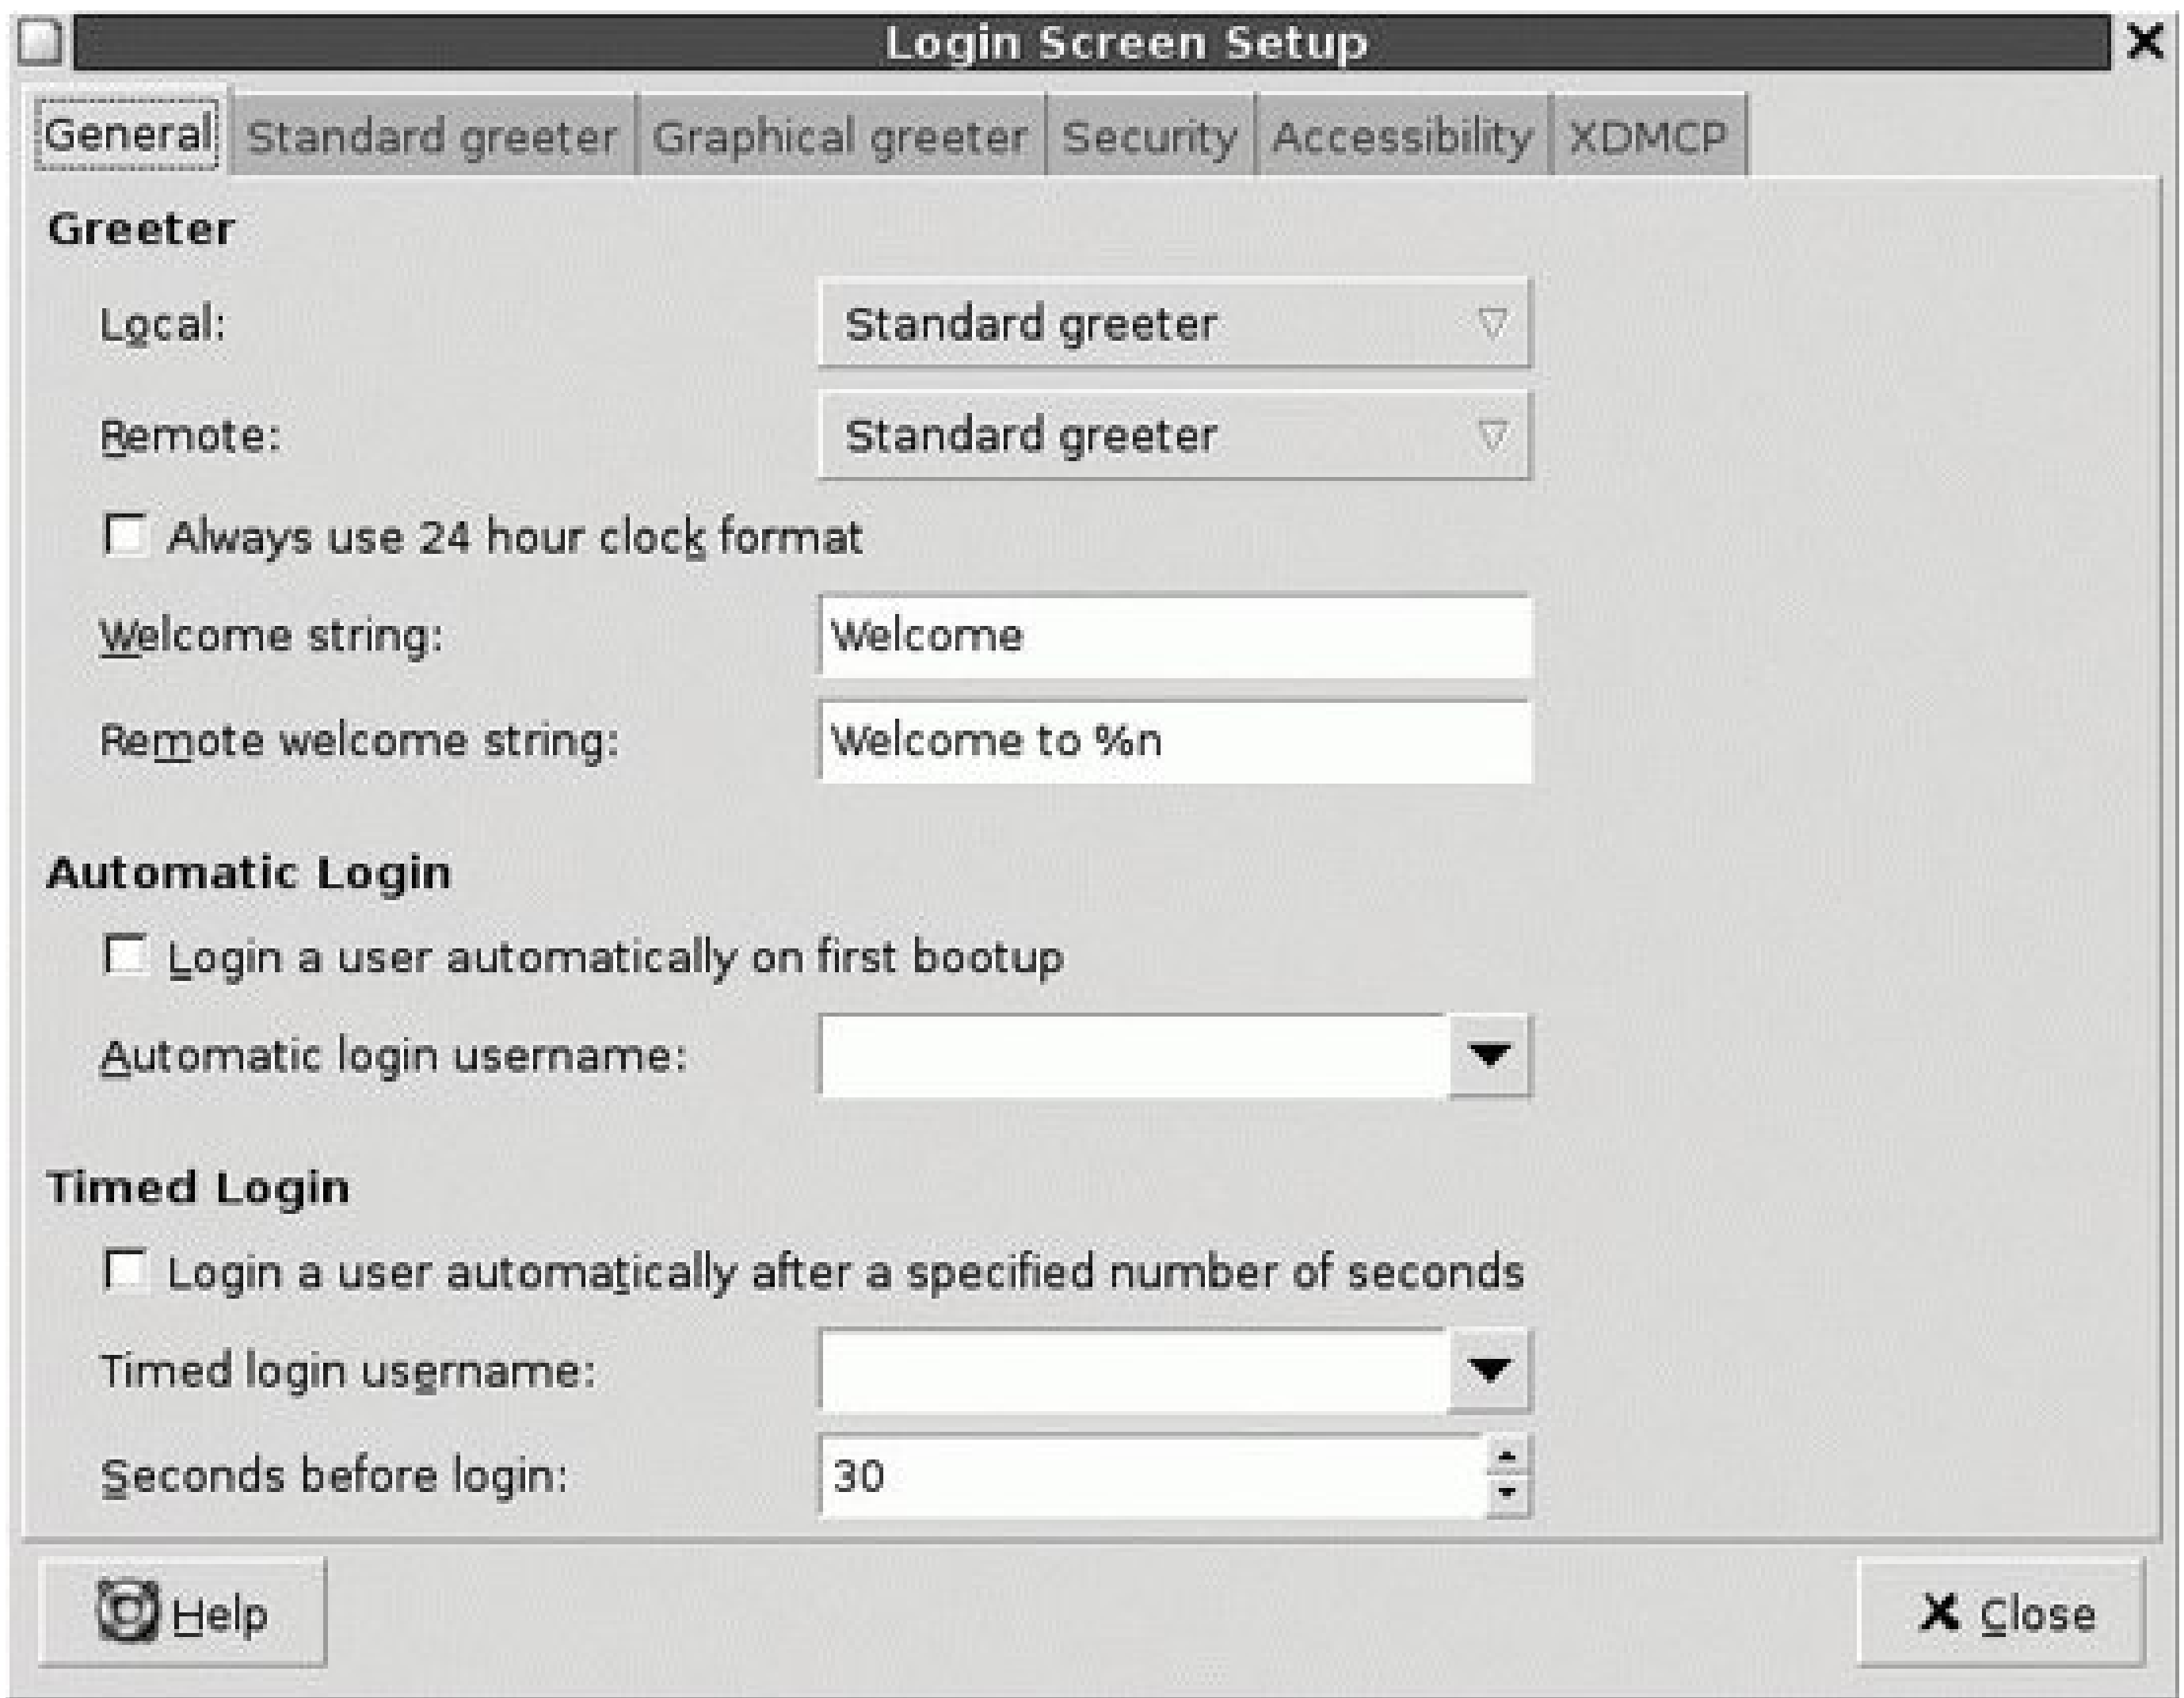 Login Screen Setup
General Standard greeter Graphical greeter Security Accessibility XDMCP
Greeter
Local: Standard greeter
Remote: Standard greeter
Always use 24 hour clock format
Welcome string: Welcome
Remote welcome string: Welcome to %n
Automatic Login
Login a user automatically on first bootup
Automatic login username:
Timed Login
Login a user automatically after a specified number of seconds
Timed login username:
Seconds before login: 30
Help Close